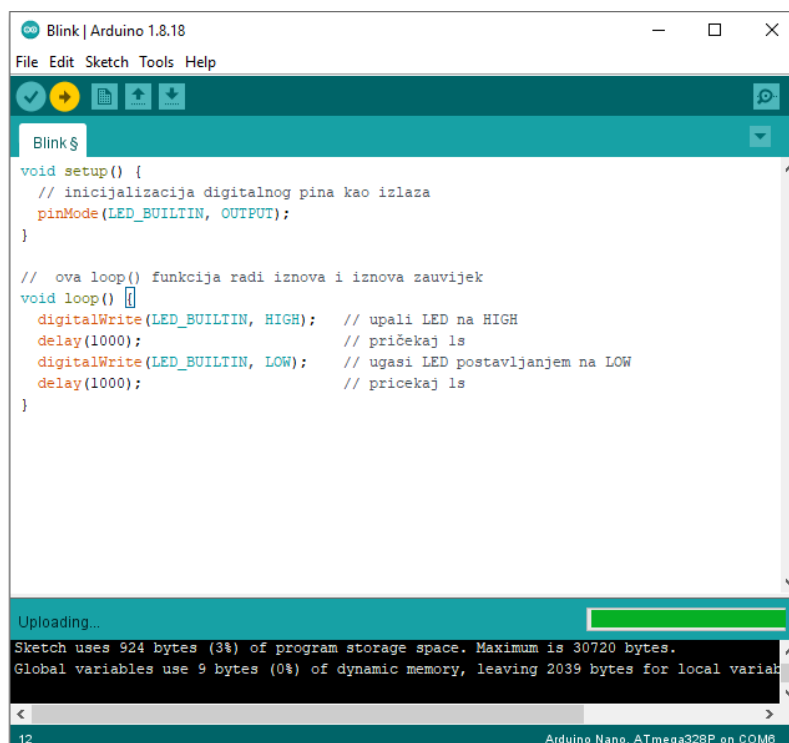 Blink | Arduino 1.8.18
File Edit Sketch Tools Help
Blink §
void setup() {
  // inicijalizacija digitalnog pina kao izlaza
  pinMode(LED_BUILTIN, OUTPUT);
}
//  ova loop() funkcija radi iznova i iznova zauvijek
void loop() {
  digitalWrite(LED_BUILTIN, HIGH);   // upali LED na HIGH
  delay(1000);                       // pričekaj 1s
  digitalWrite(LED_BUILTIN, LOW);    // ugasi LED postavljanjem na LOW
  delay(1000);                       // pricekaj 1s
}
Uploading...
Sketch uses 924 bytes (3%) of program storage space. Maximum is 30720 bytes.
Global variables use 9 bytes (0%) of dynamic memory, leaving 2039 bytes for local variab
12 Arduino Nano, ATmega328P on COM6